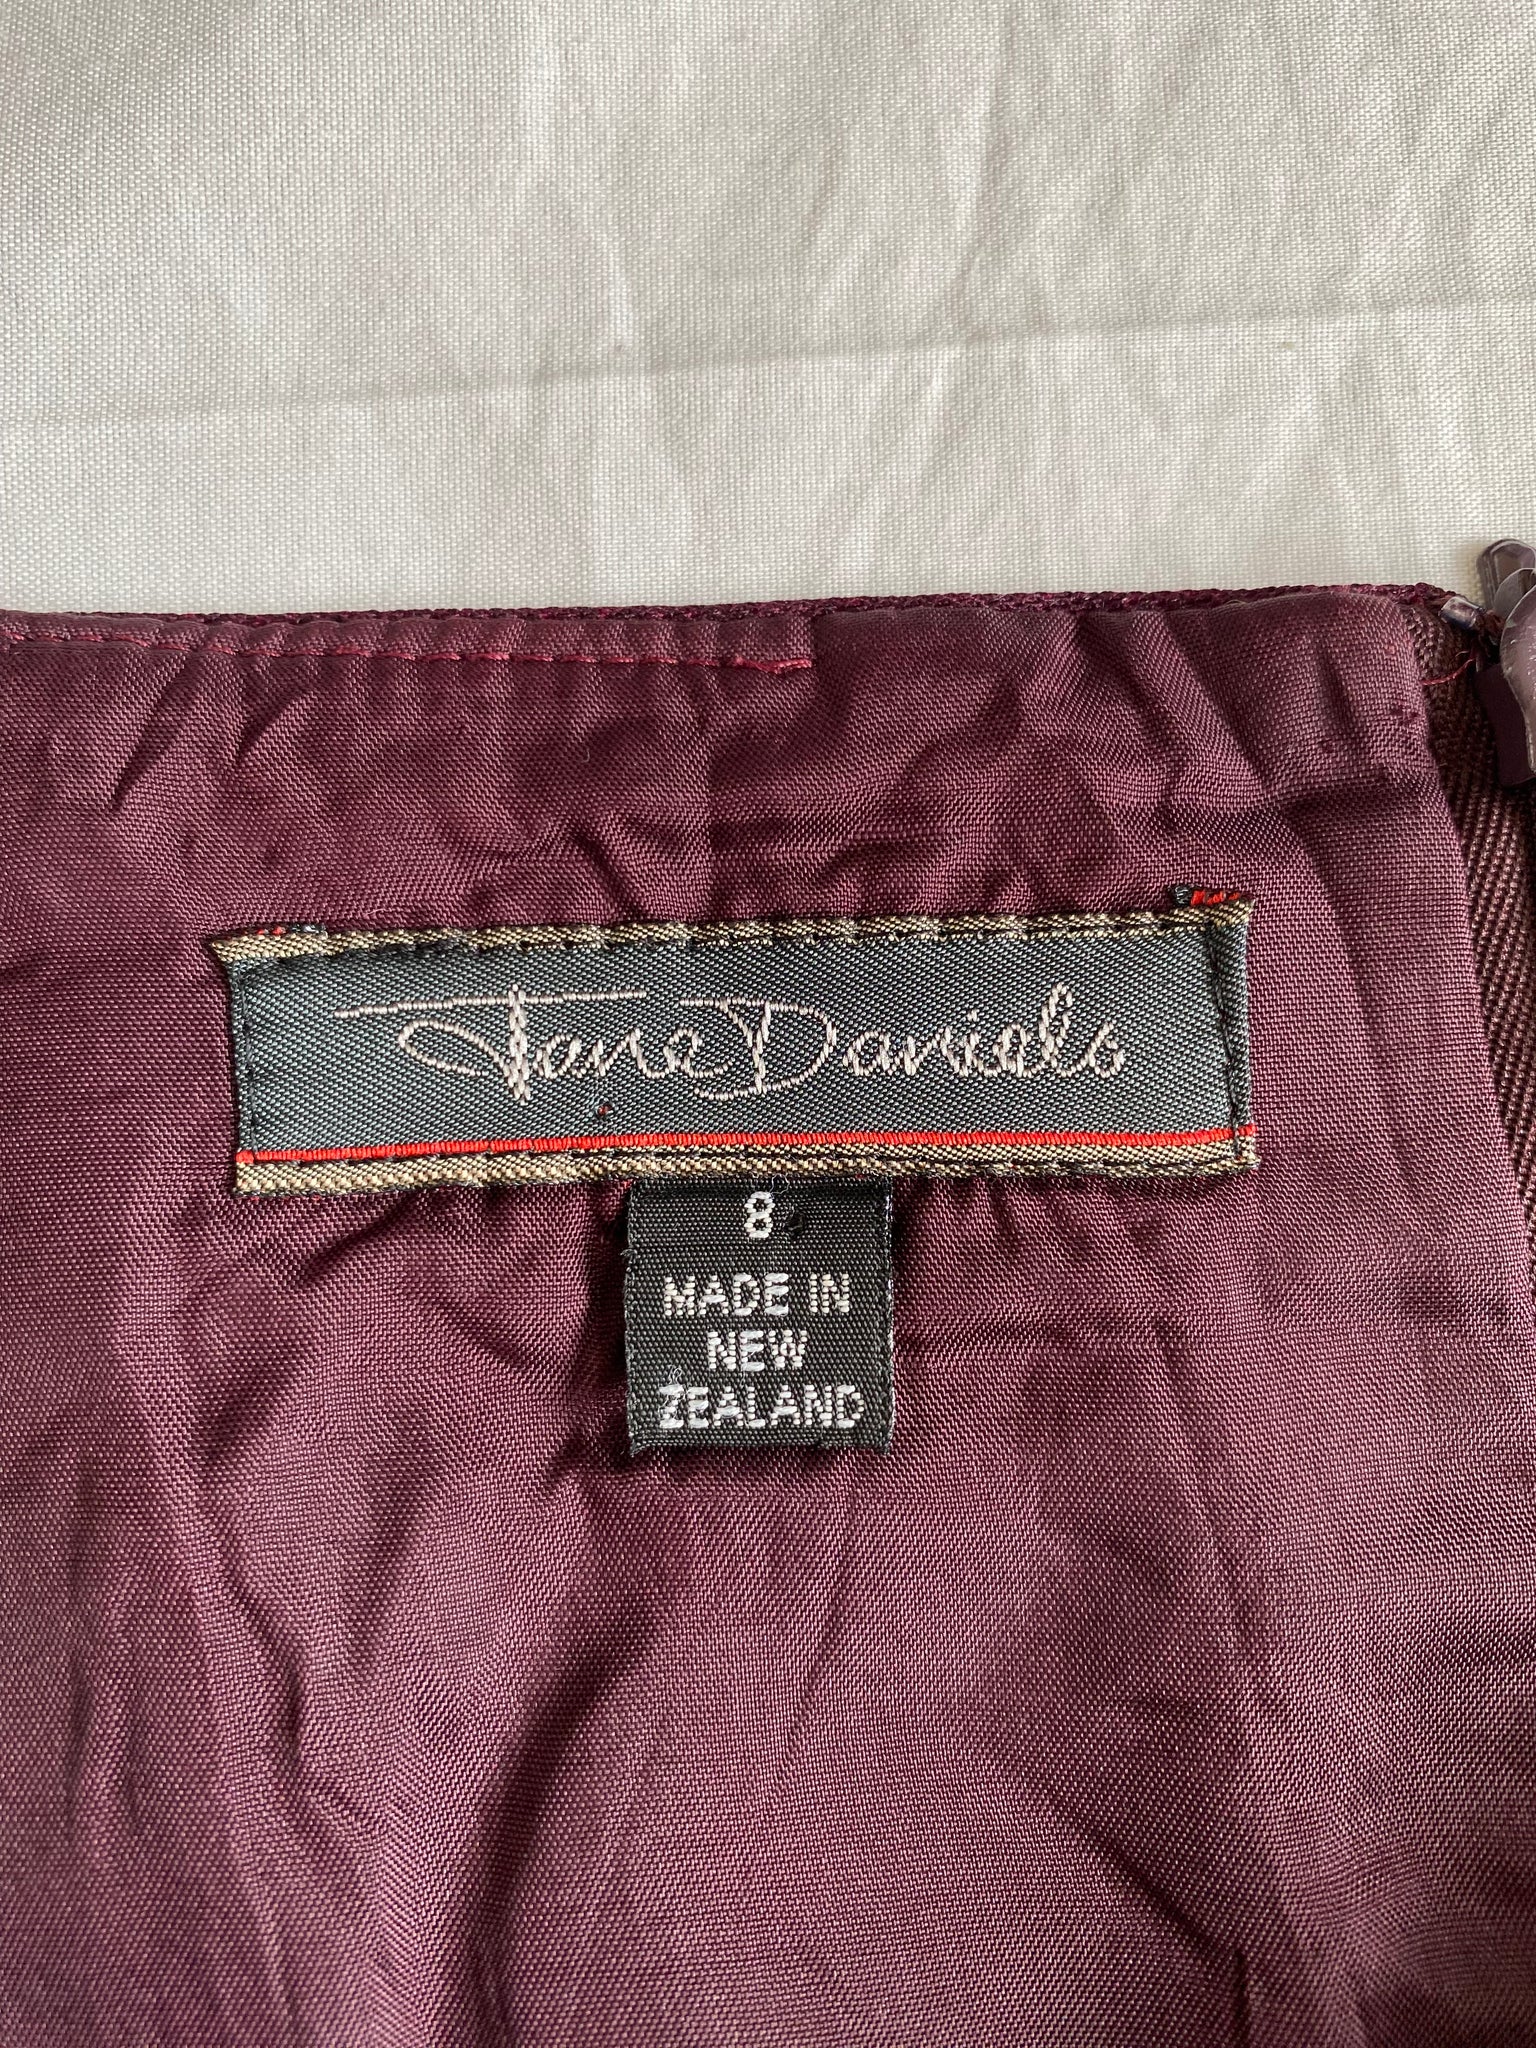 Jane Daniels
8
MADE IN
NEW
ZEALAND